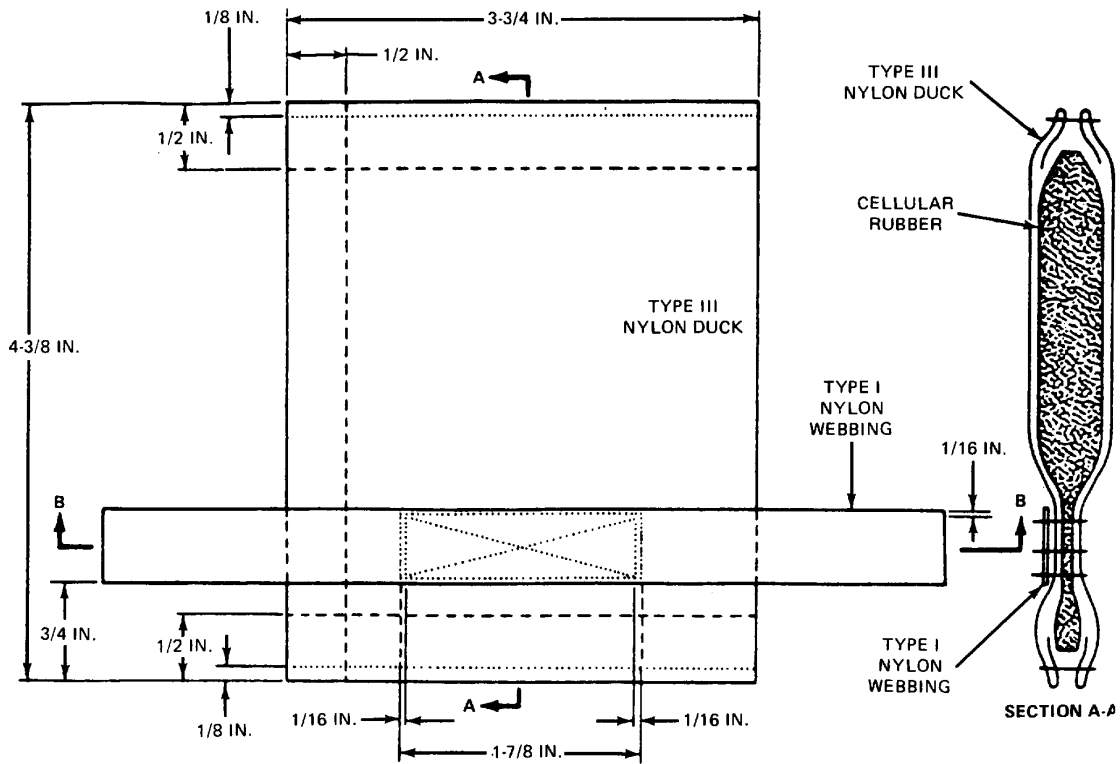 1/8 IN.
3-3/4 IN.
1/2 IN.
A
TYPE III
NYLON DUCK
1/2 IN.
CELLULAR
RUBBER
TYPE III
NYLON DUCK
4-3/8 IN.
TYPE I
NYLON
WEBBING
1/16 IN.
B
B
3/4 IN.
1/2 IN.
TYPE I
NYLON
WEBBING
A
1/8 IN.
1/16 IN.
1/16 IN.
SECTION A-A
1-7/8 IN.